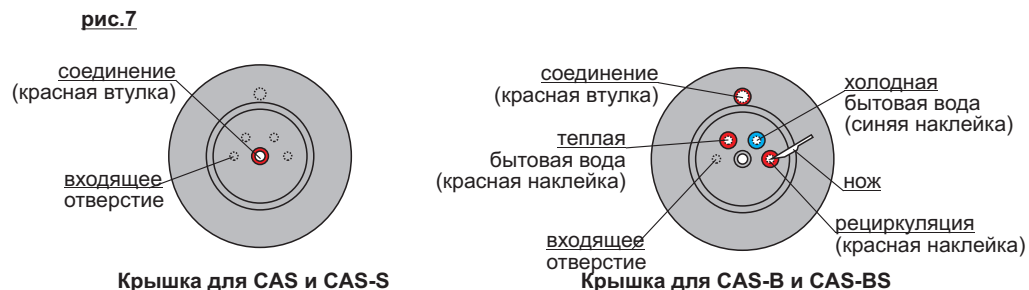 рис.7
соединение
(красная втулка)
входящее
отверстие
Крышка для CAS и CAS-S
соединение
(красная втулка)
теплая
бытовая вода
(красная наклейка)
входящее
отверстие
холодная
бытовая вода
(синяя наклейка)
нож
рециркуляция
(красная наклейка)
Крышка для CAS-B и CAS-BS